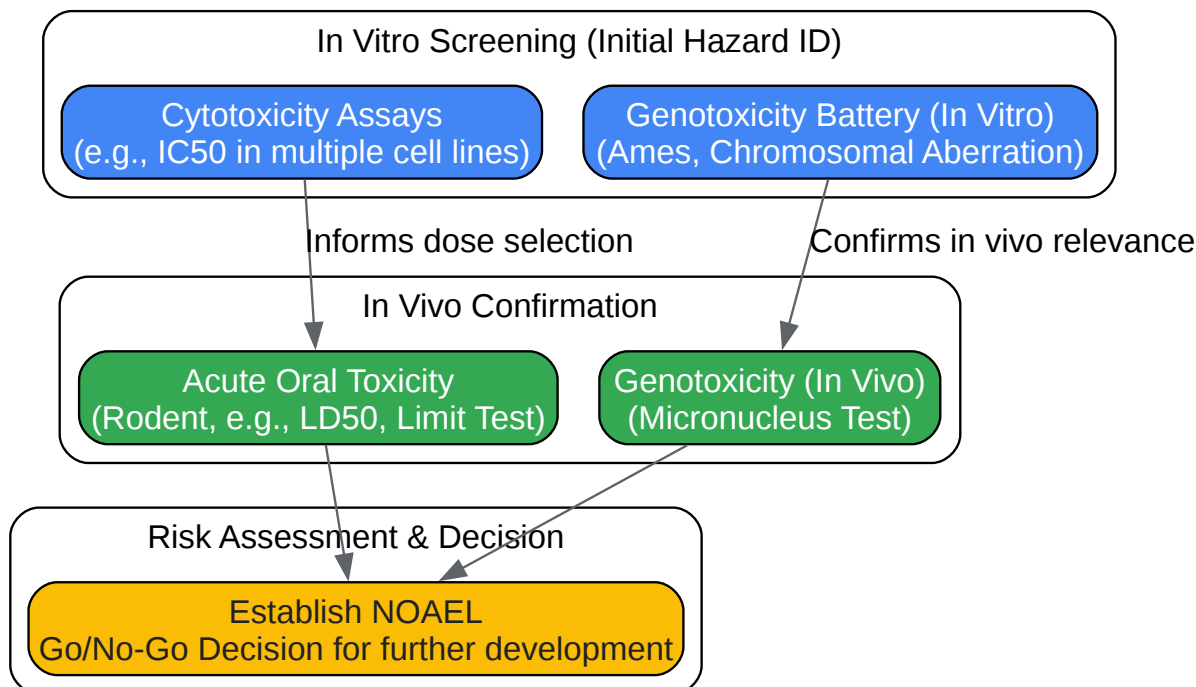 In Vitro Screening (Initial Hazard ID)
Cytotoxicity Assays
(e.g., IC50 in multiple cell lines)
Genotoxicity Battery (In Vitro)
(Ames, Chromosomal Aberration)
Informs dose selection
Confirms in vivo relevance
In Vivo Confirmation
Acute Oral Toxicity
(Rodent, e.g., LD50, Limit Test)
Genotoxicity (In Vivo)
(Micronucleus Test)
Risk Assessment & Decision
Establish NOAEL
Go/No-Go Decision for further development